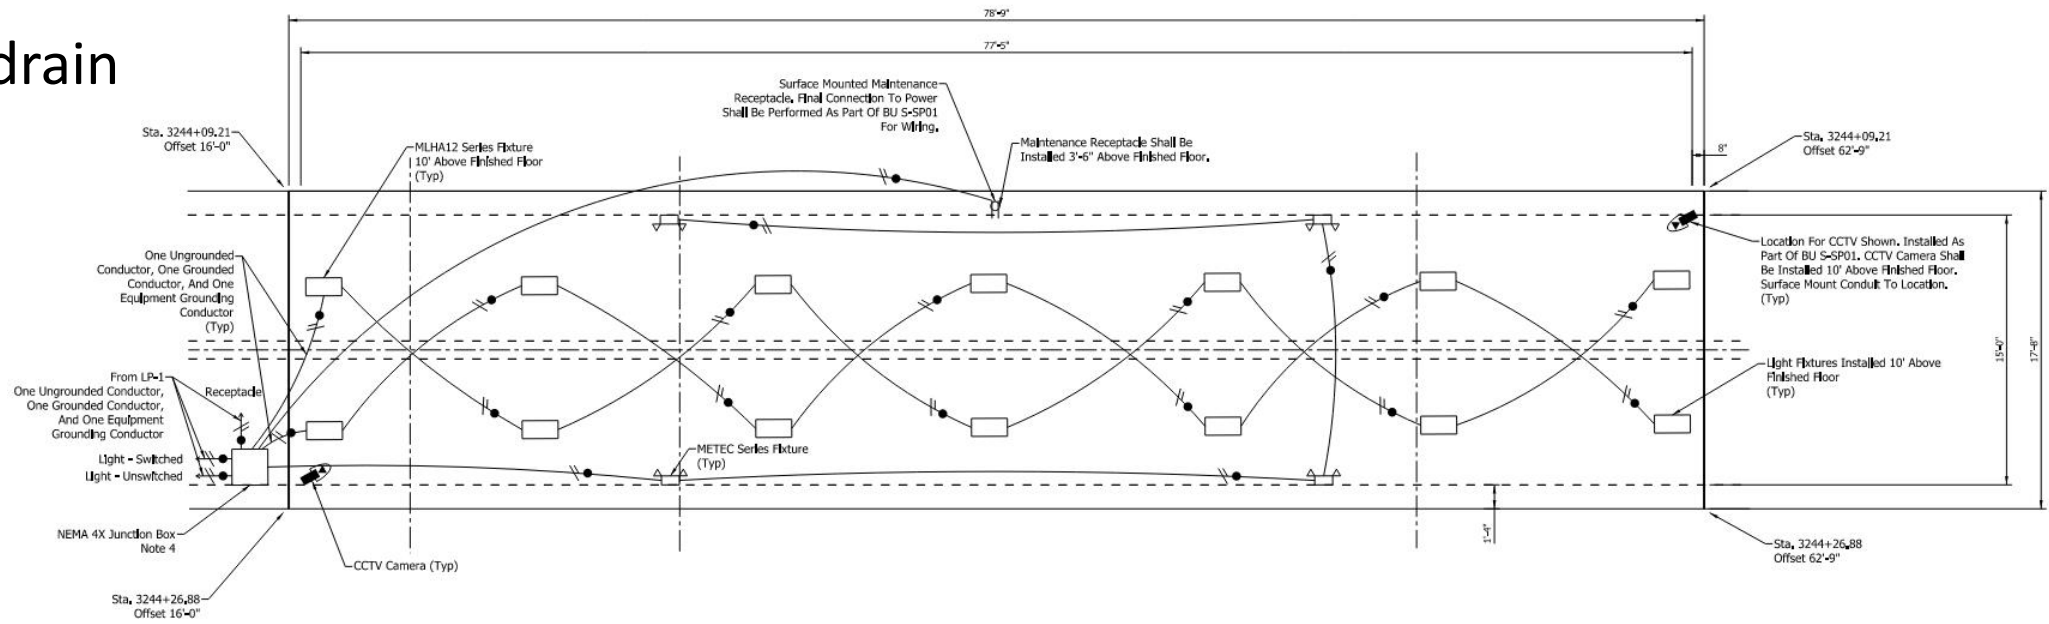 drain
78'-9"
77'-5"
Surface Mounted Maintenance
Receptacle. Final Connection To Power
Shall Be Performed As Part Of BU S-SP01
For Wiring.
Sta. 3244+09.21
Offset 16'-0"
MLHA12 Series Fixture
10' Above Finished Floor
(Typ)
Maintenance Receptacle Shall Be
Installed 3'-6" Above Finished Floor.
8"
Sta. 3244+09.21
Offset 62'-9"
One Ungrounded
Conductor, One Grounded
Conductor, And One
Equipment Grounding
Conductor
(Typ)
Location For CCTV Shown. Installed As
Part Of BU S-SP01. CCTV Camera Shall
Be Installed 10' Above Finished Floor.
Surface Mount Conduit To Location.
(Typ)
15'-0"
17'-8"
From LP-1
One Ungrounded Conductor,
One Grounded Conductor,
And One Equipment
Grounding Conductor
Receptacle
Light Fixtures Installed 10' Above
Finished Floor
(Typ)
Light - Switched
Light - Unswitched
METEC Series Fixture
(Typ)
NEMA 4X Junction Box
Note 4
CCTV Camera (Typ)
1'-4"
Sta. 3244+26.88
Offset 62'-9"
Sta. 3244+26.88
Offset 16'-0"